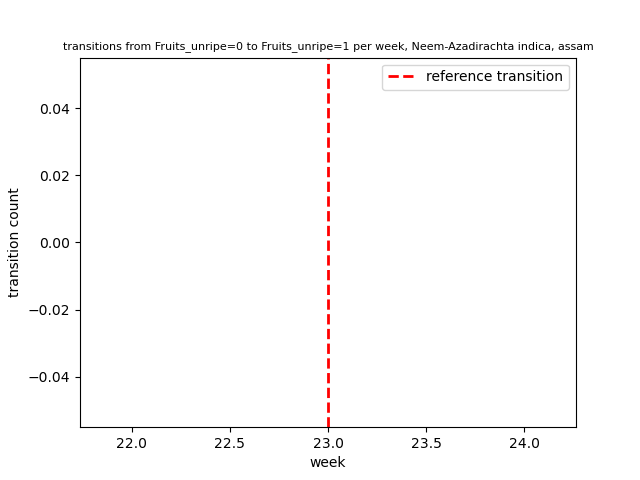 transitions from Fruits_unripe=0 to Fruits_unripe=1 per week, Neem-Azadirachta indica, assam
reference transition
0.04
0.02
0.00
−0.02
−0.04
transition count
22.0 22.5 23.0 23.5 24.0
week